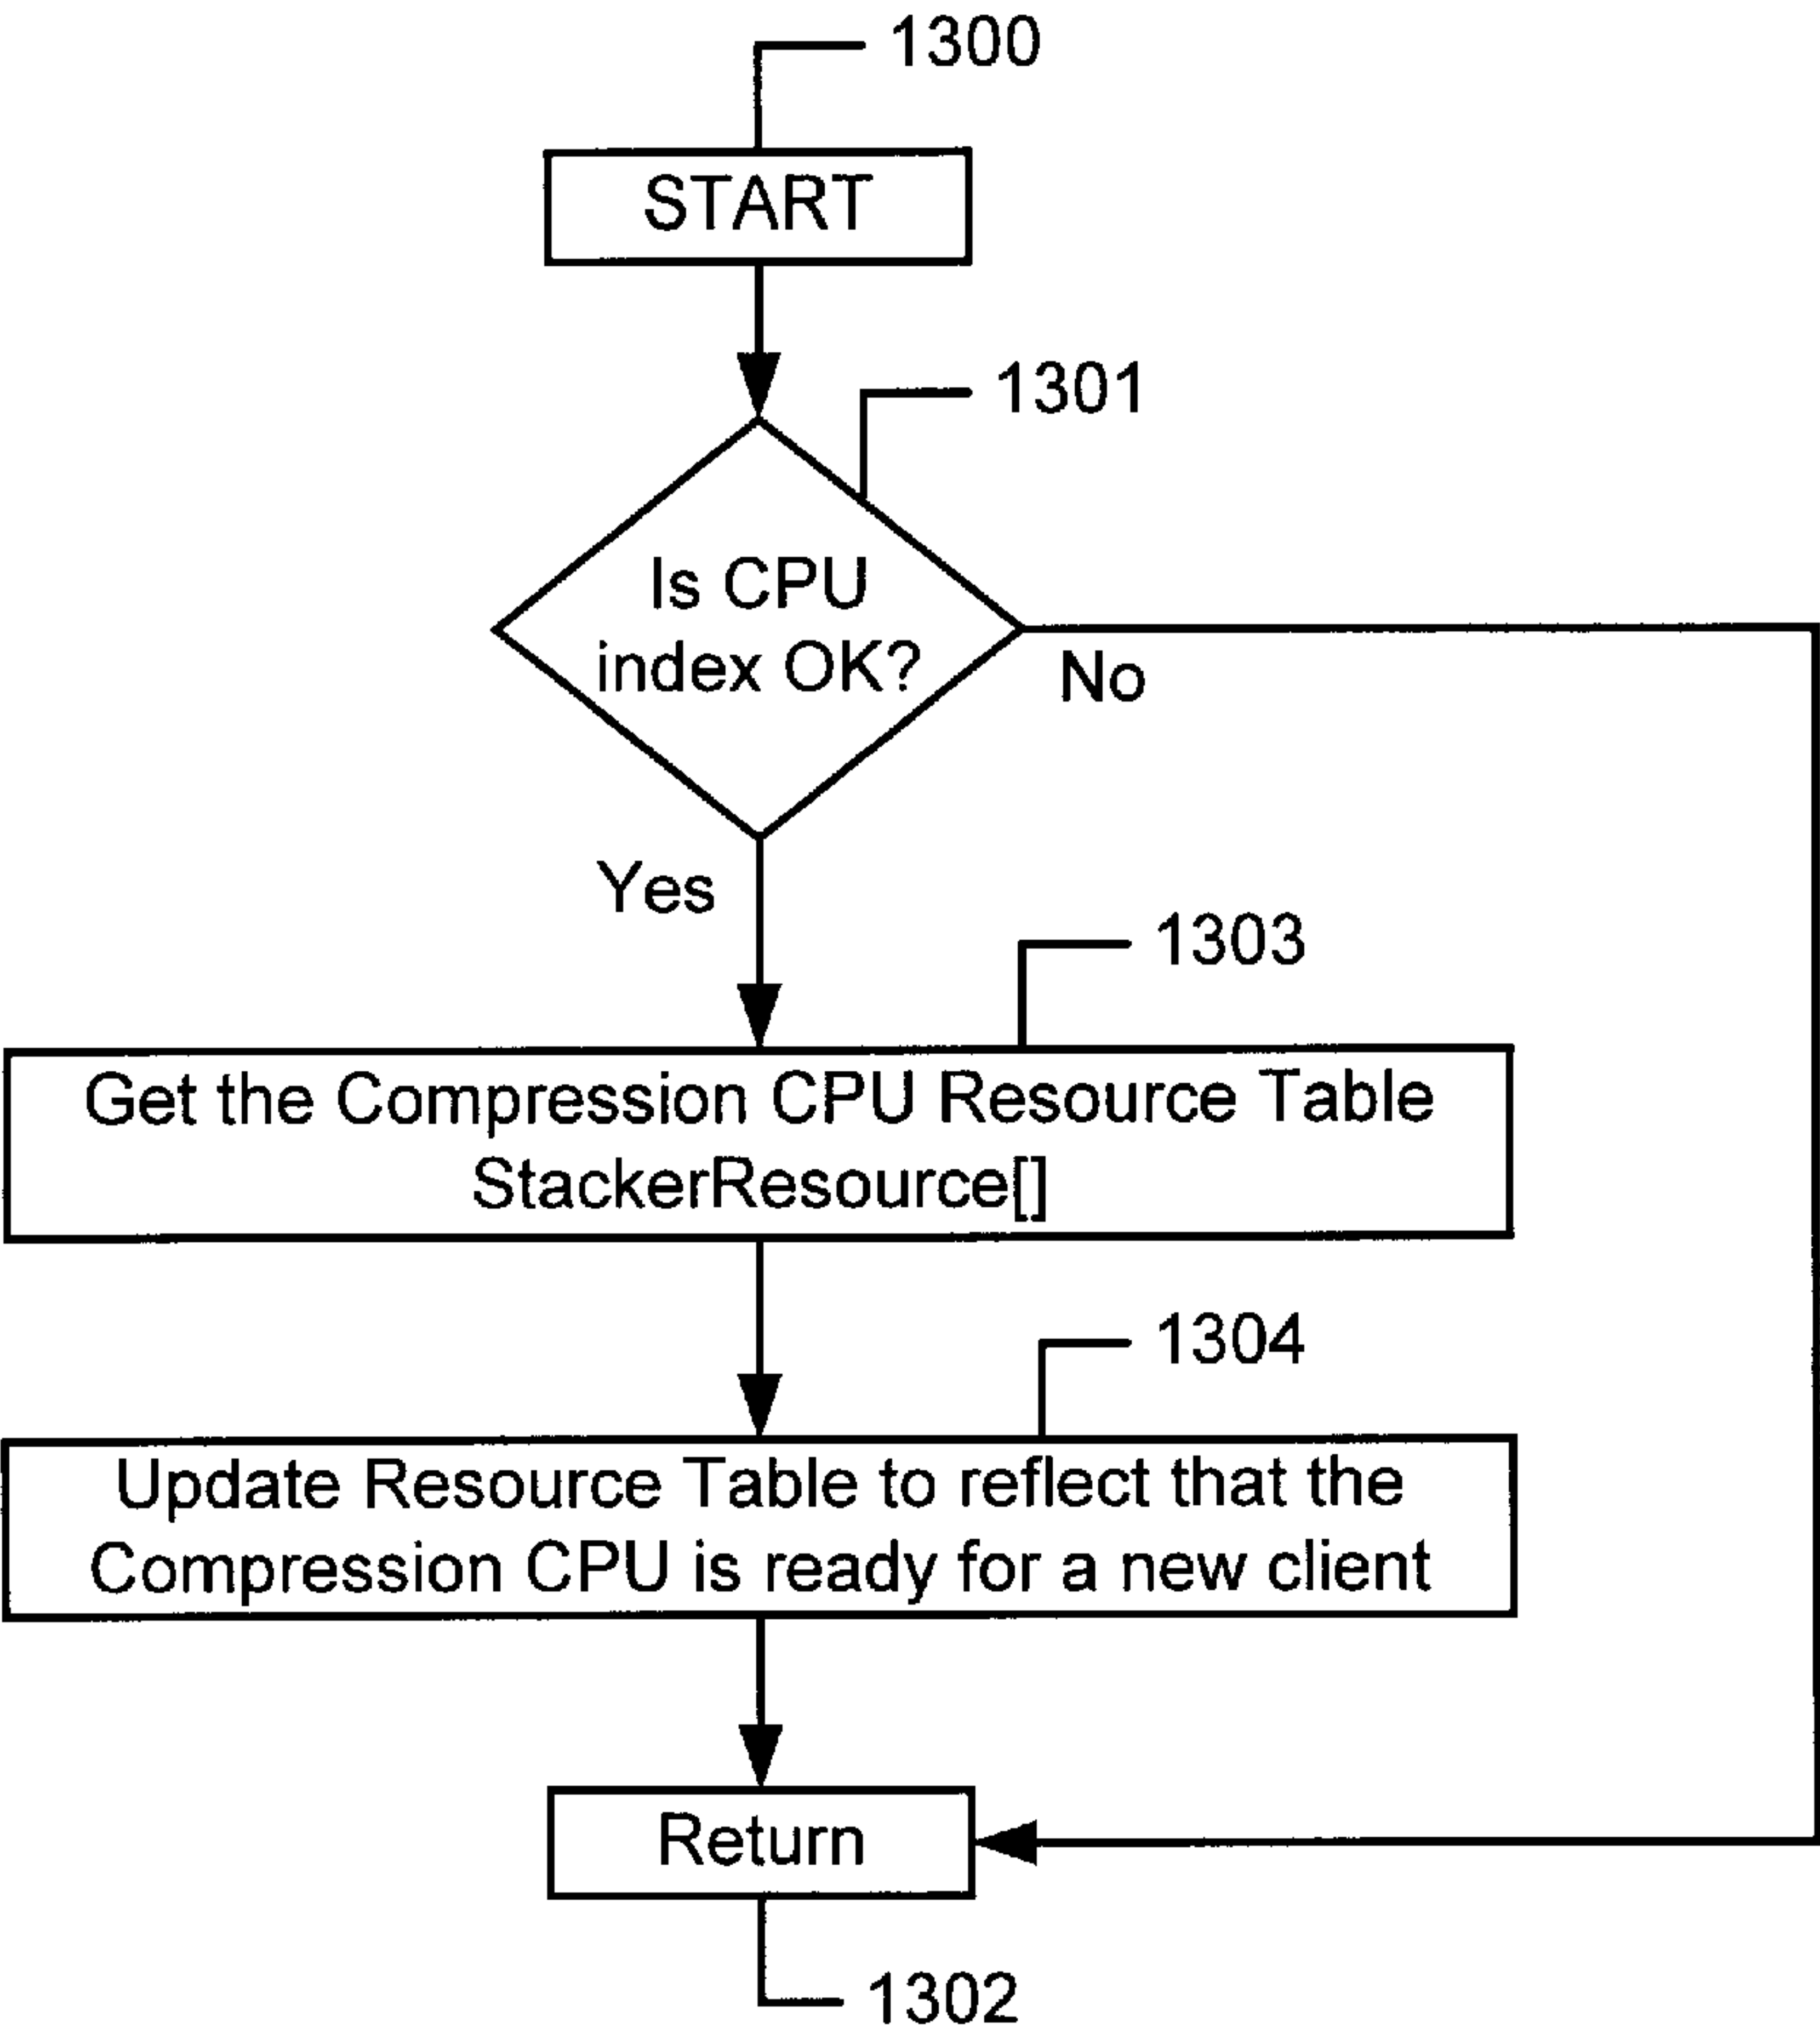 1300
START
1301
Is CPU
index OK?
No
Yes
1303
Get the Compression CPU Resource Table
StackerResource[]
1304
Update Resource Table to reflect that the
Compression CPU is ready for a new client
Return
1302